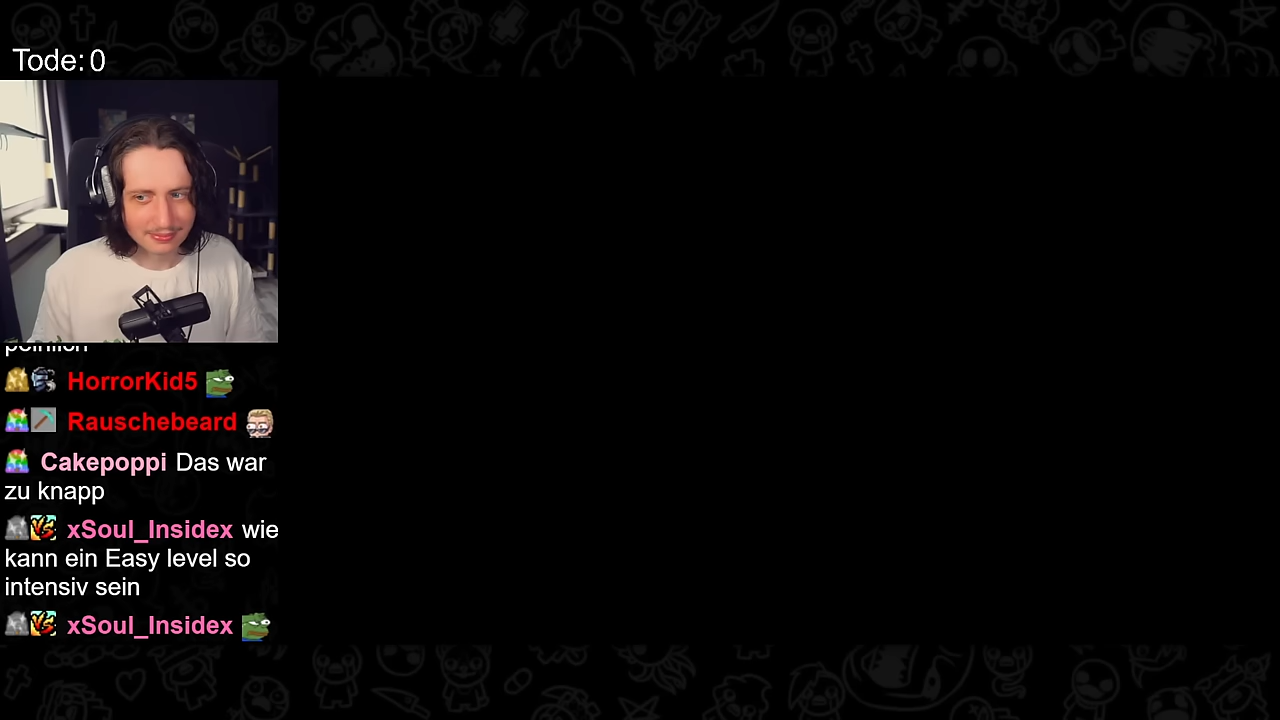 Tode: 0
HorrorKid5
Rauschebeard
Cakepoppi Das war
zu knapp
xSoul_Insidex wie
kann ein Easy level so
intensiv sein
xSoul_Insidex